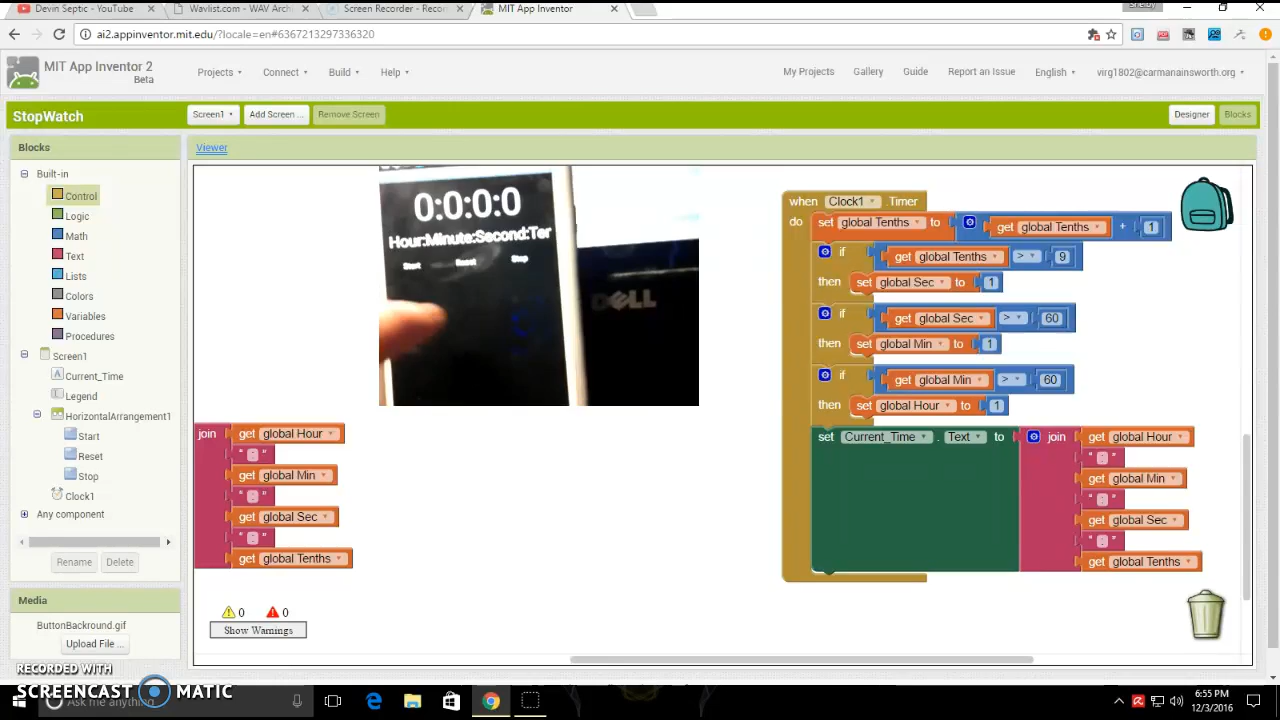 Devin Septic - YouTube
Wavlist.com - WAV Arch
Screen Recorder - Recor
MIT App Inventor
Shelby
ai2.appinventor.mit.edu/?locale=en#6367213297336320
MIT App Inventor 2
Beta
Projects
Connect
Build
Help
My Projects
Gallery
Guide
Report an Issue
English
virg1802@carmanainsworth.org
StopWatch
Screen1
Add Screen ...
Remove Screen
Designer
Blocks
Blocks
Viewer
Built-in
Control
Logic
Math
Text
Lists
Colors
Variables
Procedures
Screen1
Current_Time
Legend
HorizontalArrangement1
Start
Reset
Stop
Clock1
Any component
Rename
Delete
Media
ButtonBackround.gif
Upload File ...
0:0:0:0
Hour:Minute:Second:Ter
Start Reset Stop
DELL
join get global Hour
" : "
get global Min
" : "
get global Sec
" : "
get global Tenths
0 0
Show Warnings
when Clock1 .Timer
do set global Tenths to get global Tenths + 1
if get global Tenths > 9
then set global Sec to 1
if get global Sec > 60
then set global Min to 1
if get global Min > 60
then set global Hour to 1
set Current_Time . Text to join get global Hour
" : "
get global Min
" : "
get global Sec
" : "
get global Tenths
RECORDED WITH
SCREENCAST MATIC
Ask me anything
6:55 PM
12/3/2016